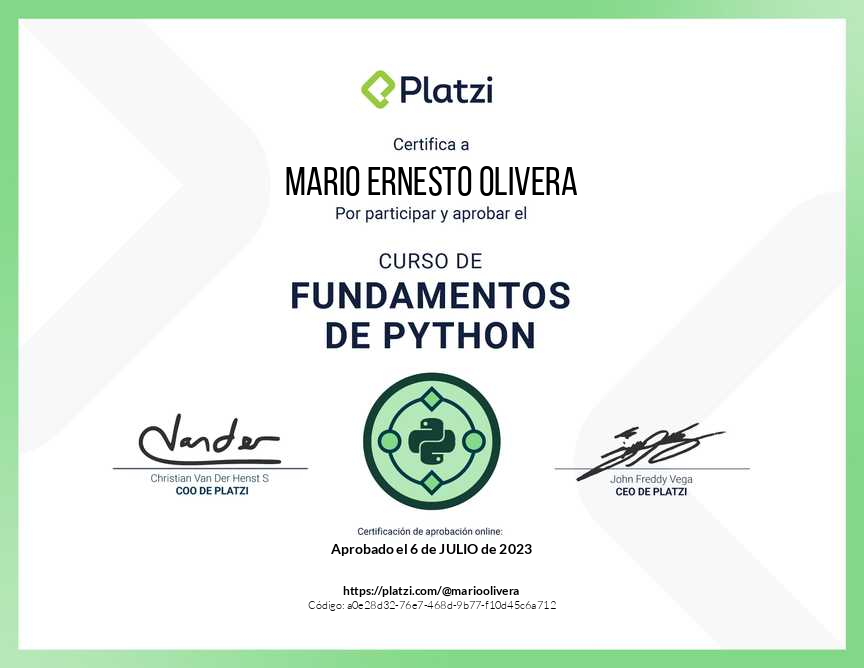 Platzi
Certifica a
MARIO ERNESTO OLIVERA
Por participar y aprobar el
CURSO DE
FUNDAMENTOS
DE PYTHON
Vander
Christian Van Der Henst S
COO DE PLATZI
John Freddy Vega
CEO DE PLATZI
Certificación de aprobación online:
Aprobado el 6 de JULIO de 2023
https://platzi.com/@marioolivera
Código: a0e28d32-76e7-468d-9b77-f10d45c6a712